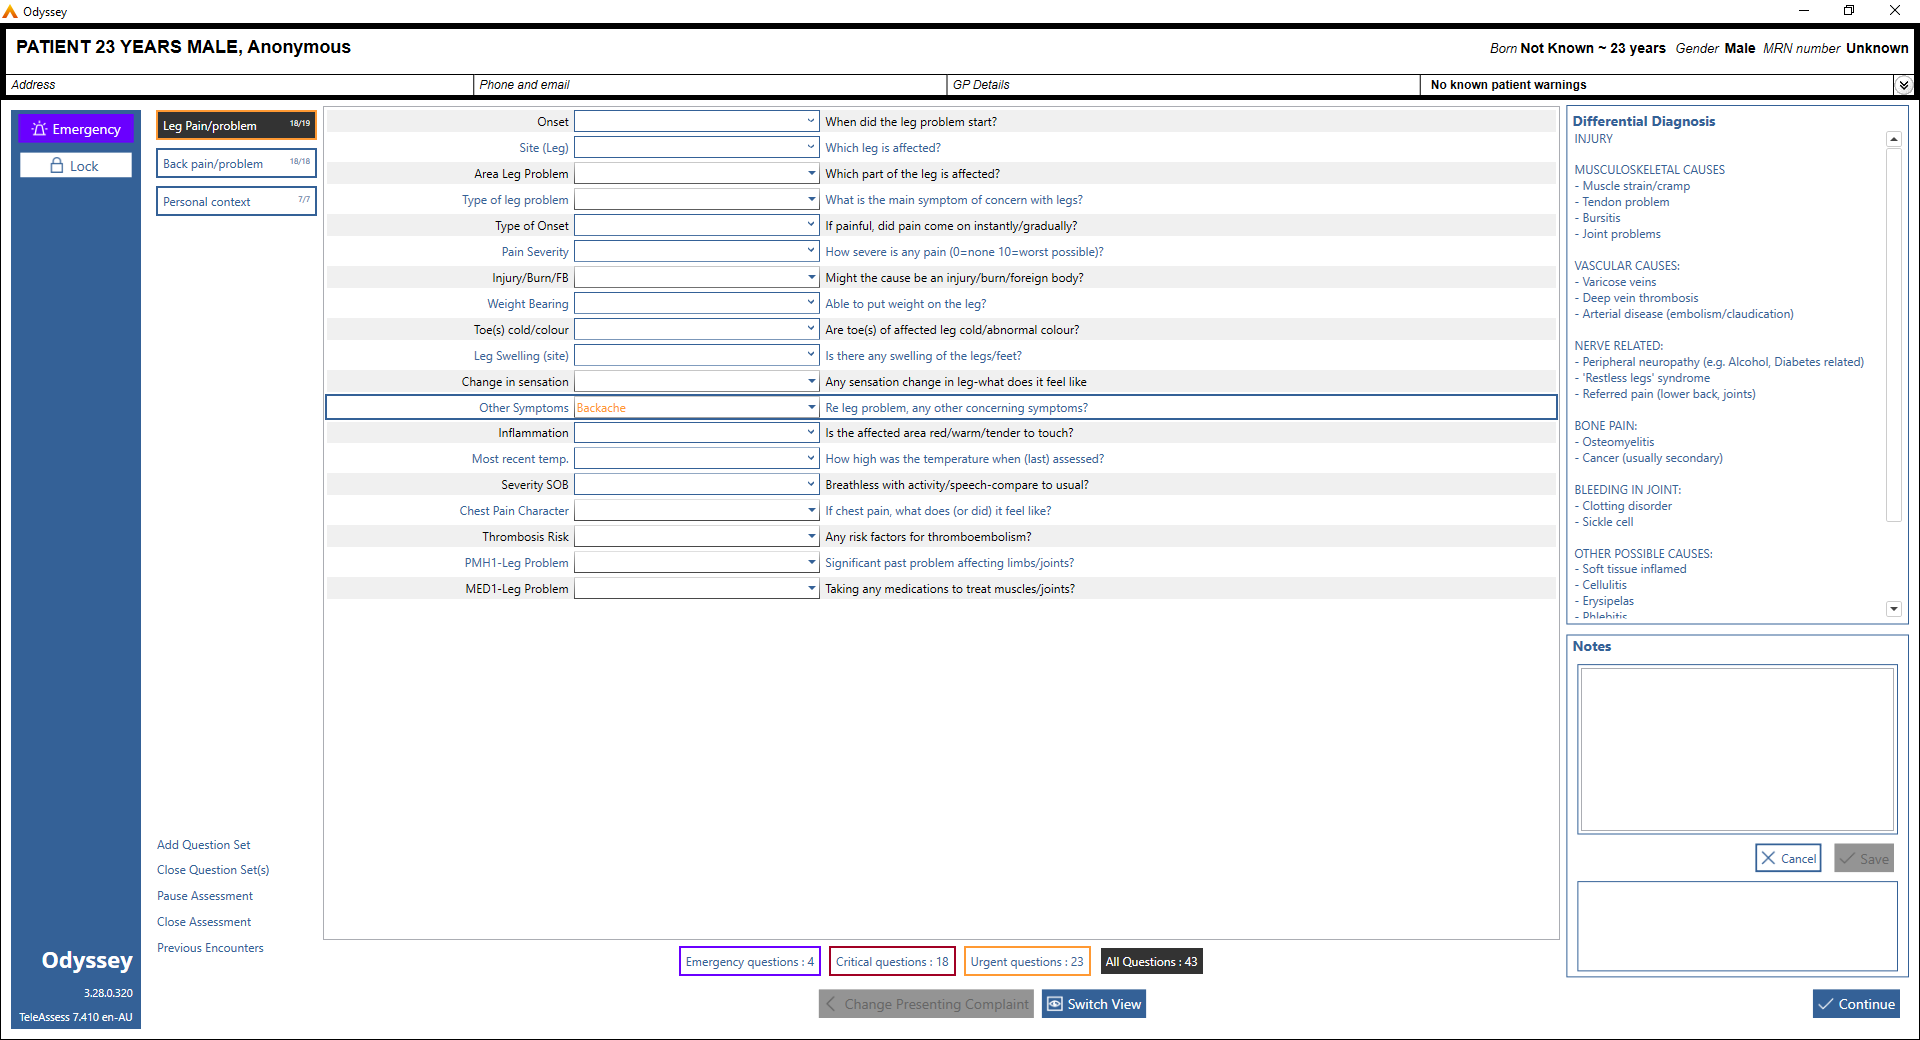 Odyssey
PATIENT 23 YEARS MALE, Anonymous
Born Not Known ~ 23 years Gender Male MRN number Unknown
Address
Phone and email
GP Details
No known patient warnings
Emergency
Lock
Leg Pain/problem 18/19
Back pain/problem 18/18
Personal context 7/7
Onset When did the leg problem start?
Site (Leg) Which leg is affected?
Area Leg Problem Which part of the leg is affected?
Type of leg problem What is the main symptom of concern with legs?
Type of Onset If painful, did pain come on instantly/gradually?
Pain Severity How severe is any pain (0=none 10=worst possible)?
Injury/Burn/FB Might the cause be an injury/burn/foreign body?
Weight Bearing Able to put weight on the leg?
Toe(s) cold/colour Are toe(s) of affected leg cold/abnormal colour?
Leg Swelling (site) Is there any swelling of the legs/feet?
Change in sensation Any sensation change in leg-what does it feel like
Other Symptoms Backache Re leg problem, any other concerning symptoms?
Inflammation Is the affected area red/warm/tender to touch?
Most recent temp. How high was the temperature when (last) assessed?
Severity SOB Breathless with activity/speech-compare to usual?
Chest Pain Character If chest pain, what does (or did) it feel like?
Thrombosis Risk Any risk factors for thromboembolism?
PMH1-Leg Problem Significant past problem affecting limbs/joints?
MED1-Leg Problem Taking any medications to treat muscles/joints?
Differential Diagnosis
INJURY
MUSCULOSKELETAL CAUSES
- Muscle strain/cramp
- Tendon problem
- Bursitis
- Joint problems
VASCULAR CAUSES:
- Varicose veins
- Deep vein thrombosis
- Arterial disease (embolism/claudication)
NERVE RELATED:
- Peripheral neuropathy (e.g. Alcohol, Diabetes related)
- 'Restless legs' syndrome
- Referred pain (lower back, joints)
BONE PAIN:
- Osteomyelitis
- Cancer (usually secondary)
BLEEDING IN JOINT:
- Clotting disorder
- Sickle cell
OTHER POSSIBLE CAUSES:
- Soft tissue inflamed
- Cellulitis
- Erysipelas
- Phlebitis
Notes
Cancel
Save
Add Question Set
Close Question Set(s)
Pause Assessment
Close Assessment
Previous Encounters
Odyssey
3.28.0.320
TeleAssess 7.410 en-AU
Emergency questions : 4
Critical questions : 18
Urgent questions : 23
All Questions : 43
Change Presenting Complaint
Switch View
Continue